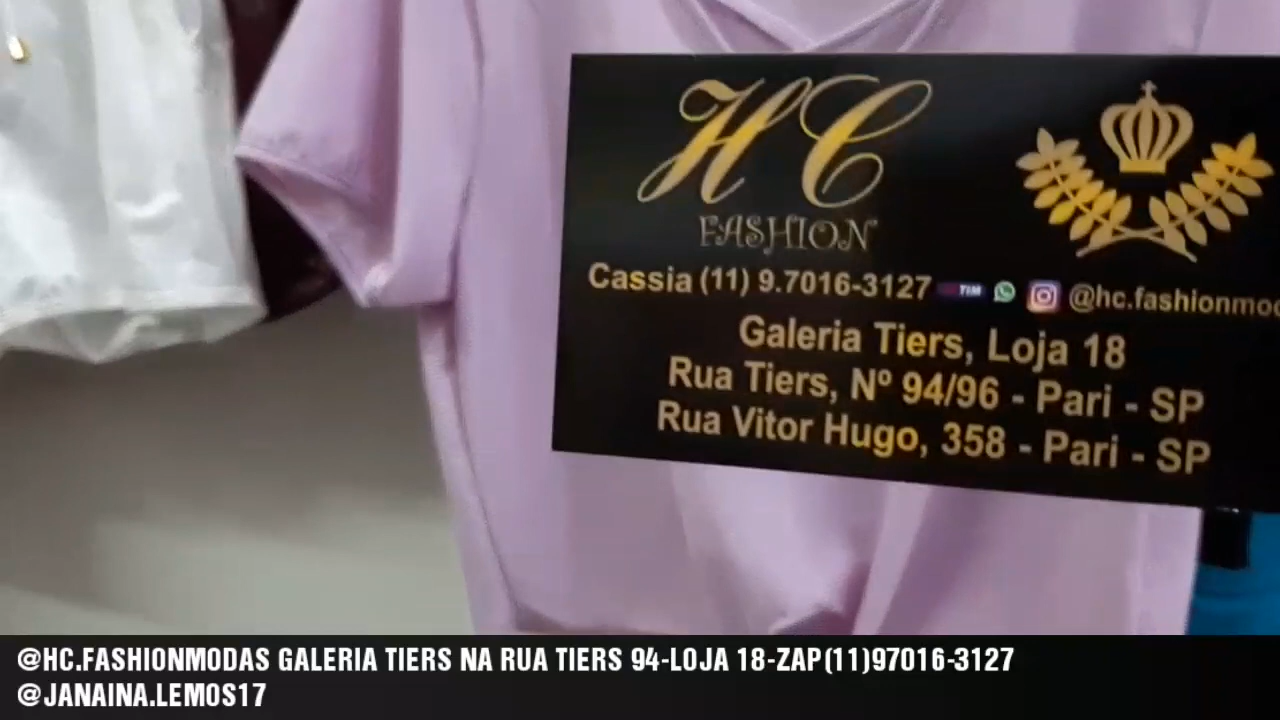 HC
FASHION
Cassia (11) 9.7016-3127 TIM @hc.fashionmod
Galeria Tiers, Loja 18
Rua Tiers, Nº 94/96 - Pari - SP
Rua Vitor Hugo, 358 - Pari - SP
@HC.FASHIONMODAS GALERIA TIERS NA RUA TIERS 94-LOJA 18-ZAP(11)97016-3127
@JANAINA.LEMOS17